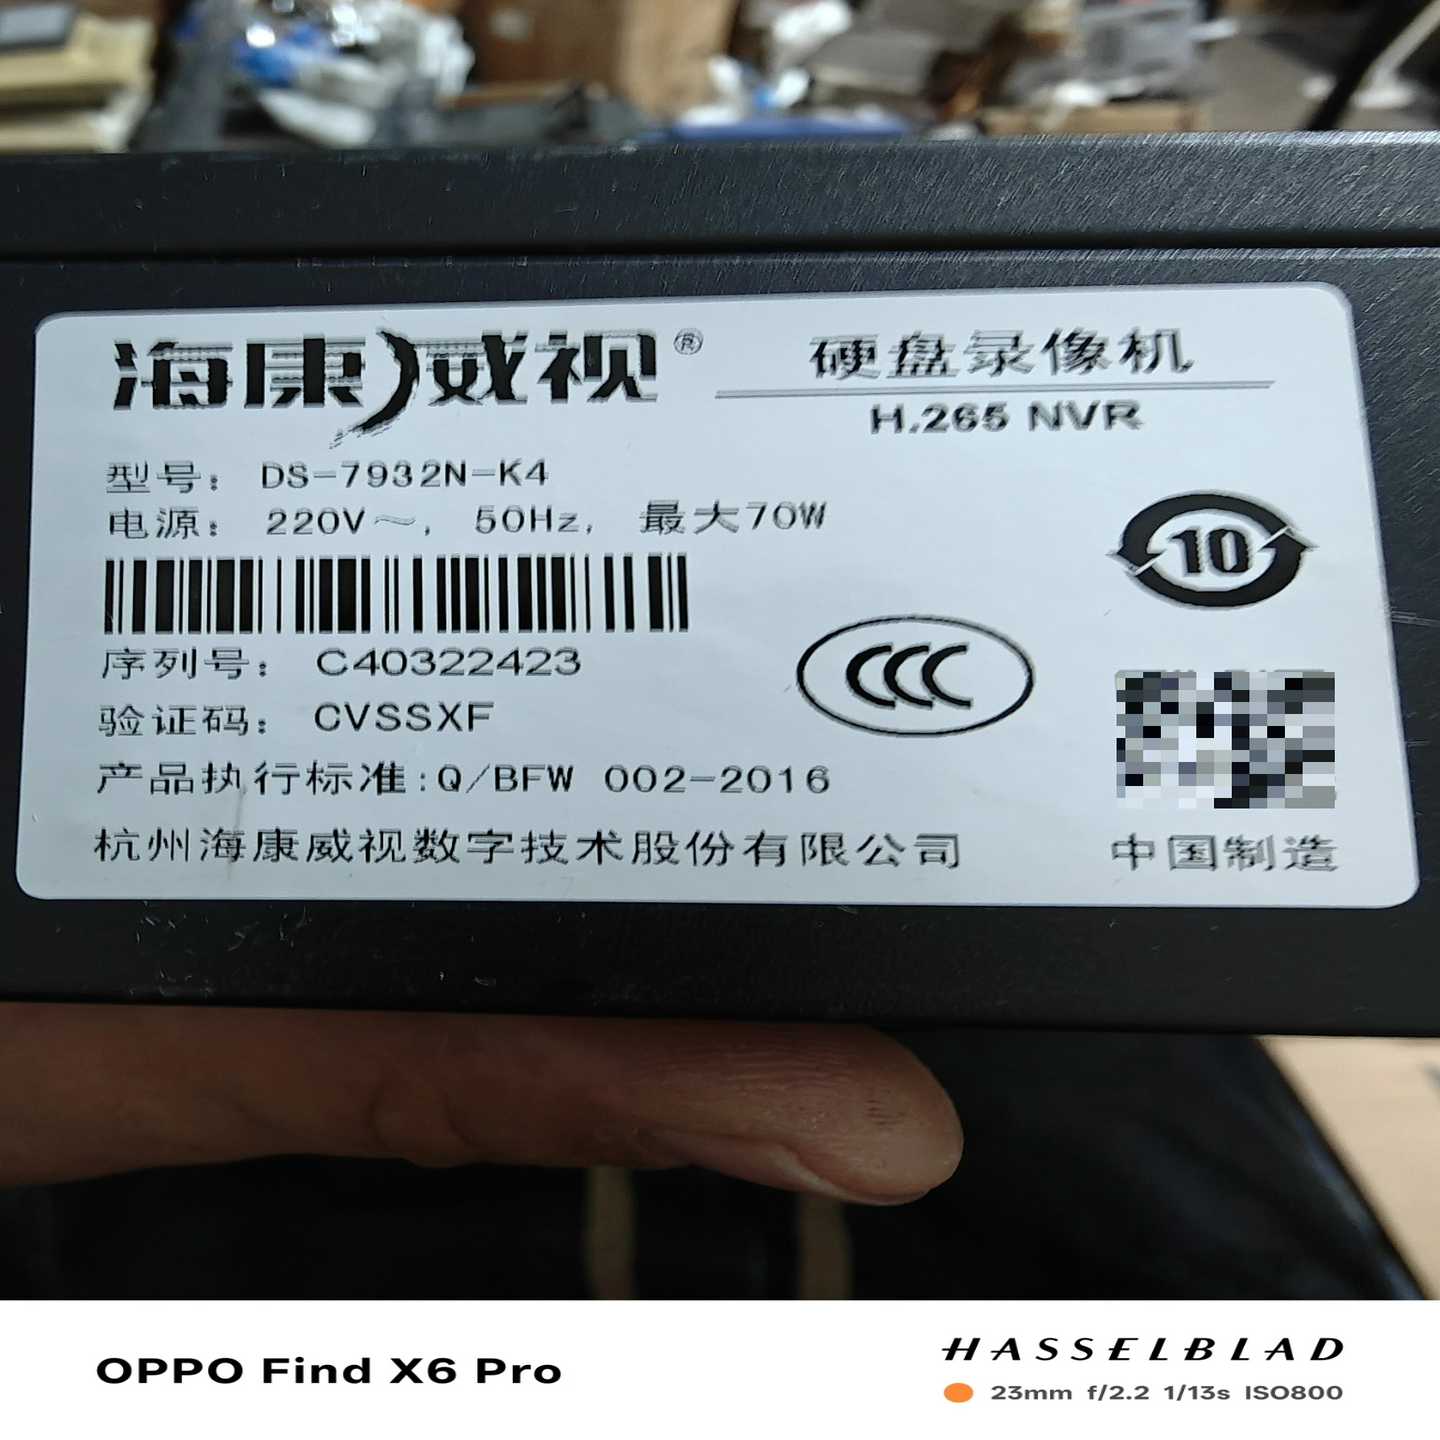 海康威视®
硬盘录像机
H.265 NVR
型号： DS-7932N-K4
电源： 220V～, 50Hz, 最大70W
10
序列号： C40322423
CCC
验证码： CVSSXF
产品执行标准:Q/BFW 002-2016
杭州海康威视数字技术股份有限公司
中国制造
OPPO Find X6 Pro
HASSELBLAD
23mm f/2.2 1/13s ISO800